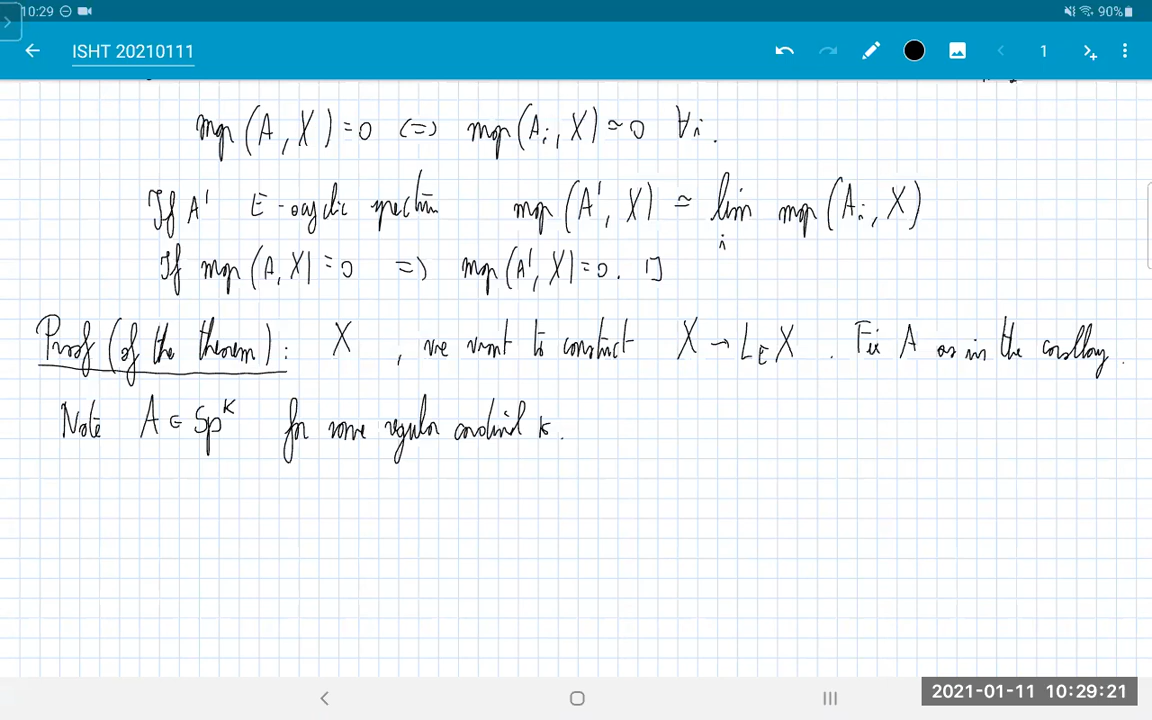 10:29
90%
ISHT 20210111
1
map (A, X) = 0 <=> map (Ai, X) ≃ 0 ∀i.
If A' E-acyclic spectrum map (A', X) ≃ lim map (Ai, X)
i
If map (A, X) = 0 => map (A', X) = 0. □
Proof (of the theorem): X, we want to construct X → L_E X. Fix A as in the corollary.
Note A ∈ Sp^κ for some regular cardinal κ.
2021-01-11 10:29:21